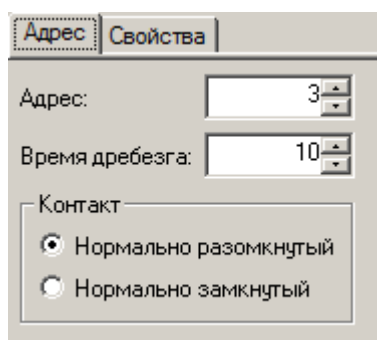 Адрес Свойства
Адрес: 3
Время дребезга: 10
Контакт
Нормально разомкнутый
Нормально замкнутый